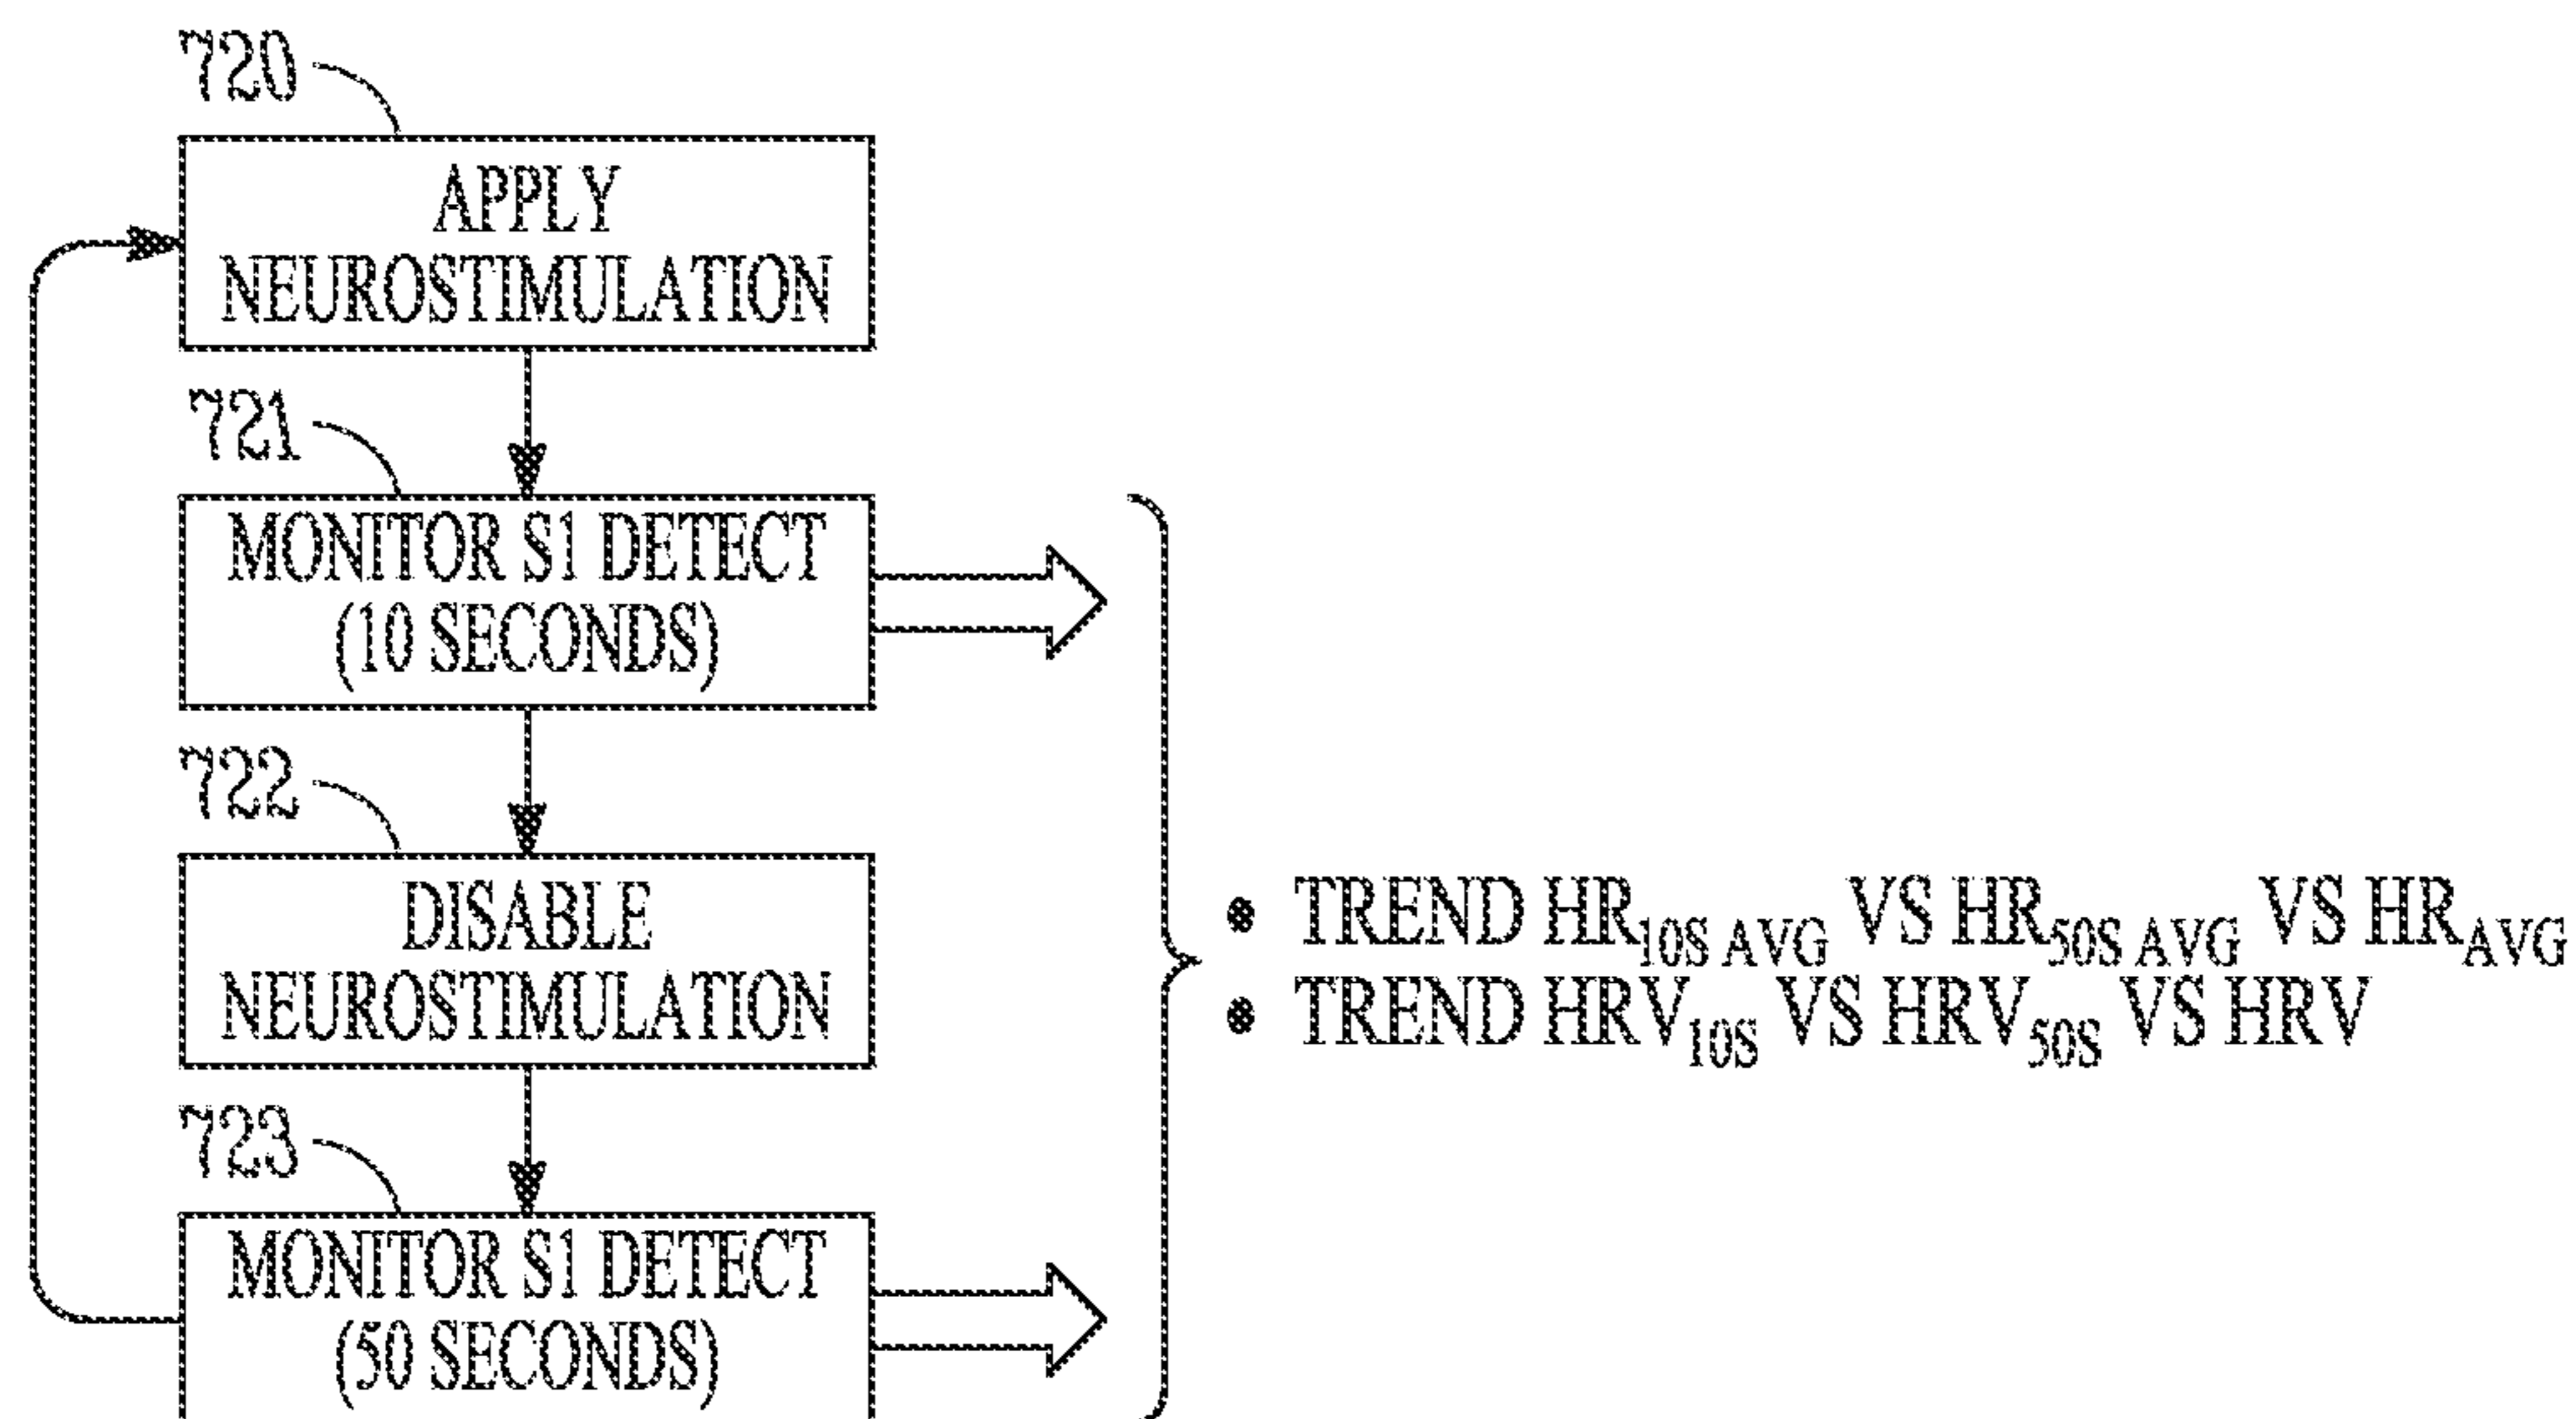 720
APPLY
NEUROSTIMULATION
721
MONITOR S1 DETECT
(10 SECONDS)
722
DISABLE
NEUROSTIMULATION
• TREND HR10S AVG VS HR50S AVG VS HRAVG
• TREND HRV10S VS HRV50S VS HRV
723
MONITOR S1 DETECT
(50 SECONDS)